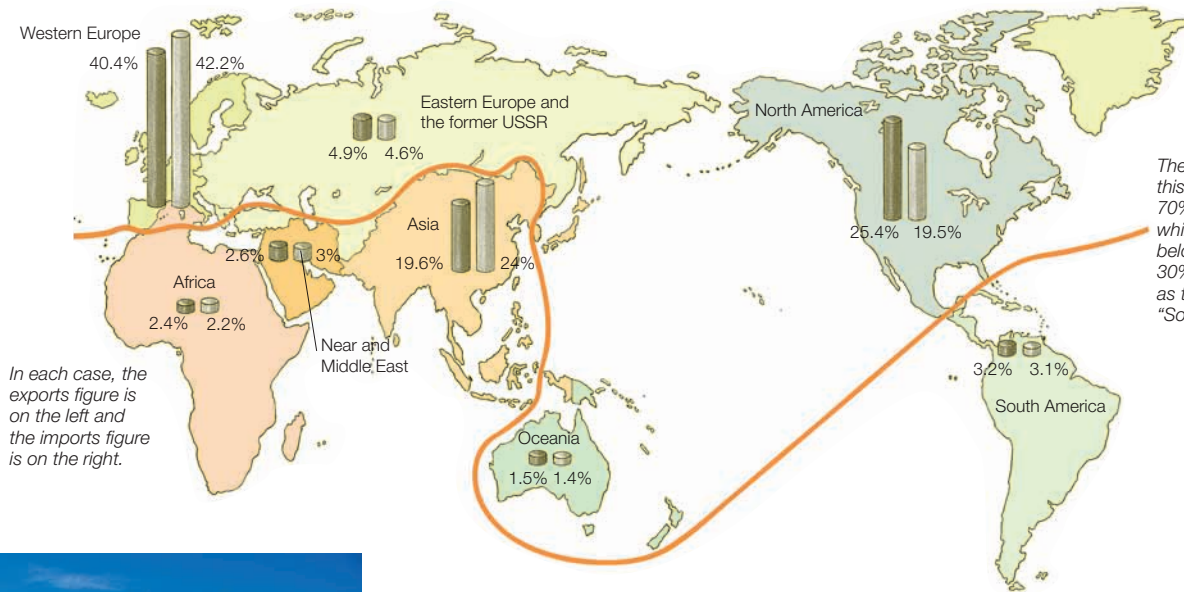 Western Europe
40.4%
42.2%
Eastern Europe and
the former USSR
4.9%
4.6%
North America
25.4%
19.5%
Asia
19.6%
24%
2.6%
3%
Near and
Middle East
Africa
2.4%
2.2%
In each case, the
exports figure is
on the left and
the imports figure
is on the right.
Oceania
1.5%
1.4%
3.2%
3.1%
South America
The
this
70%
whi
belo
30%
as t
“So